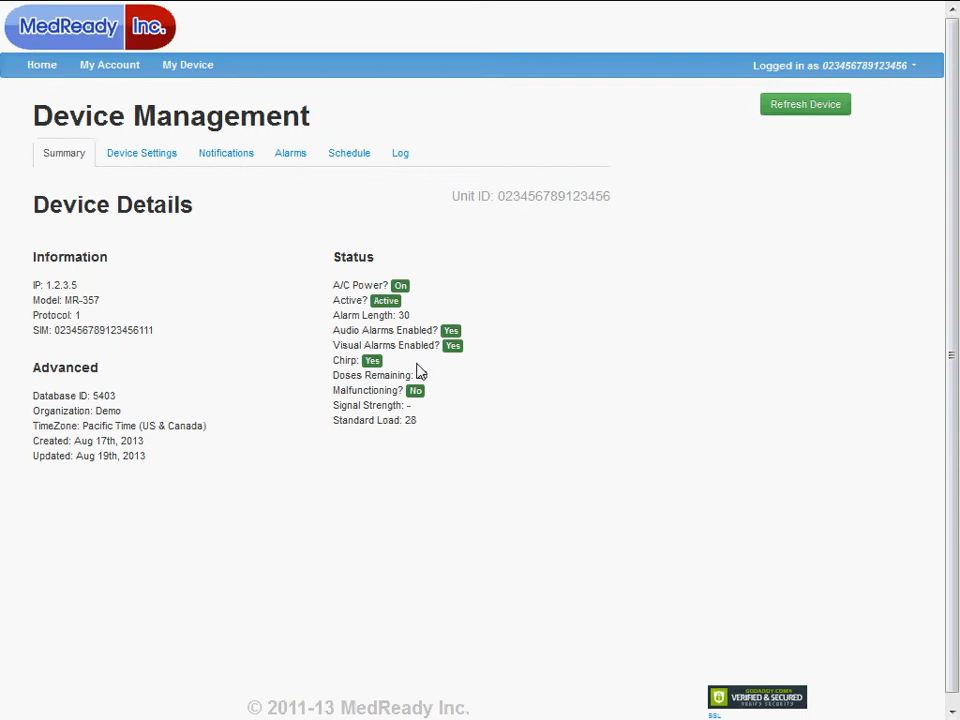 MedReady Inc.
Home My Account My Device Logged in as 023456789123456
Refresh Device
Device Management
Summary Device Settings Notifications Alarms Schedule Log
Unit ID: 023456789123456
Device Details
Information
IP: 1.2.3.5
Model: MR-357
Protocol: 1
SIM: 023456789123456111
Advanced
Database ID: 5403
Organization: Demo
TimeZone: Pacific Time (US & Canada)
Created: Aug 17th, 2013
Updated: Aug 19th, 2013
Status
A/C Power? On
Active? Active
Alarm Length: 30
Audio Alarms Enabled? Yes
Visual Alarms Enabled? Yes
Chirp: Yes
Doses Remaining:
Malfunctioning? No
Signal Strength: -
Standard Load: 28
© 2011-13 MedReady Inc.
GODADDY.COM
VERIFIED & SECURED
VERIFY SECURITY
SSL